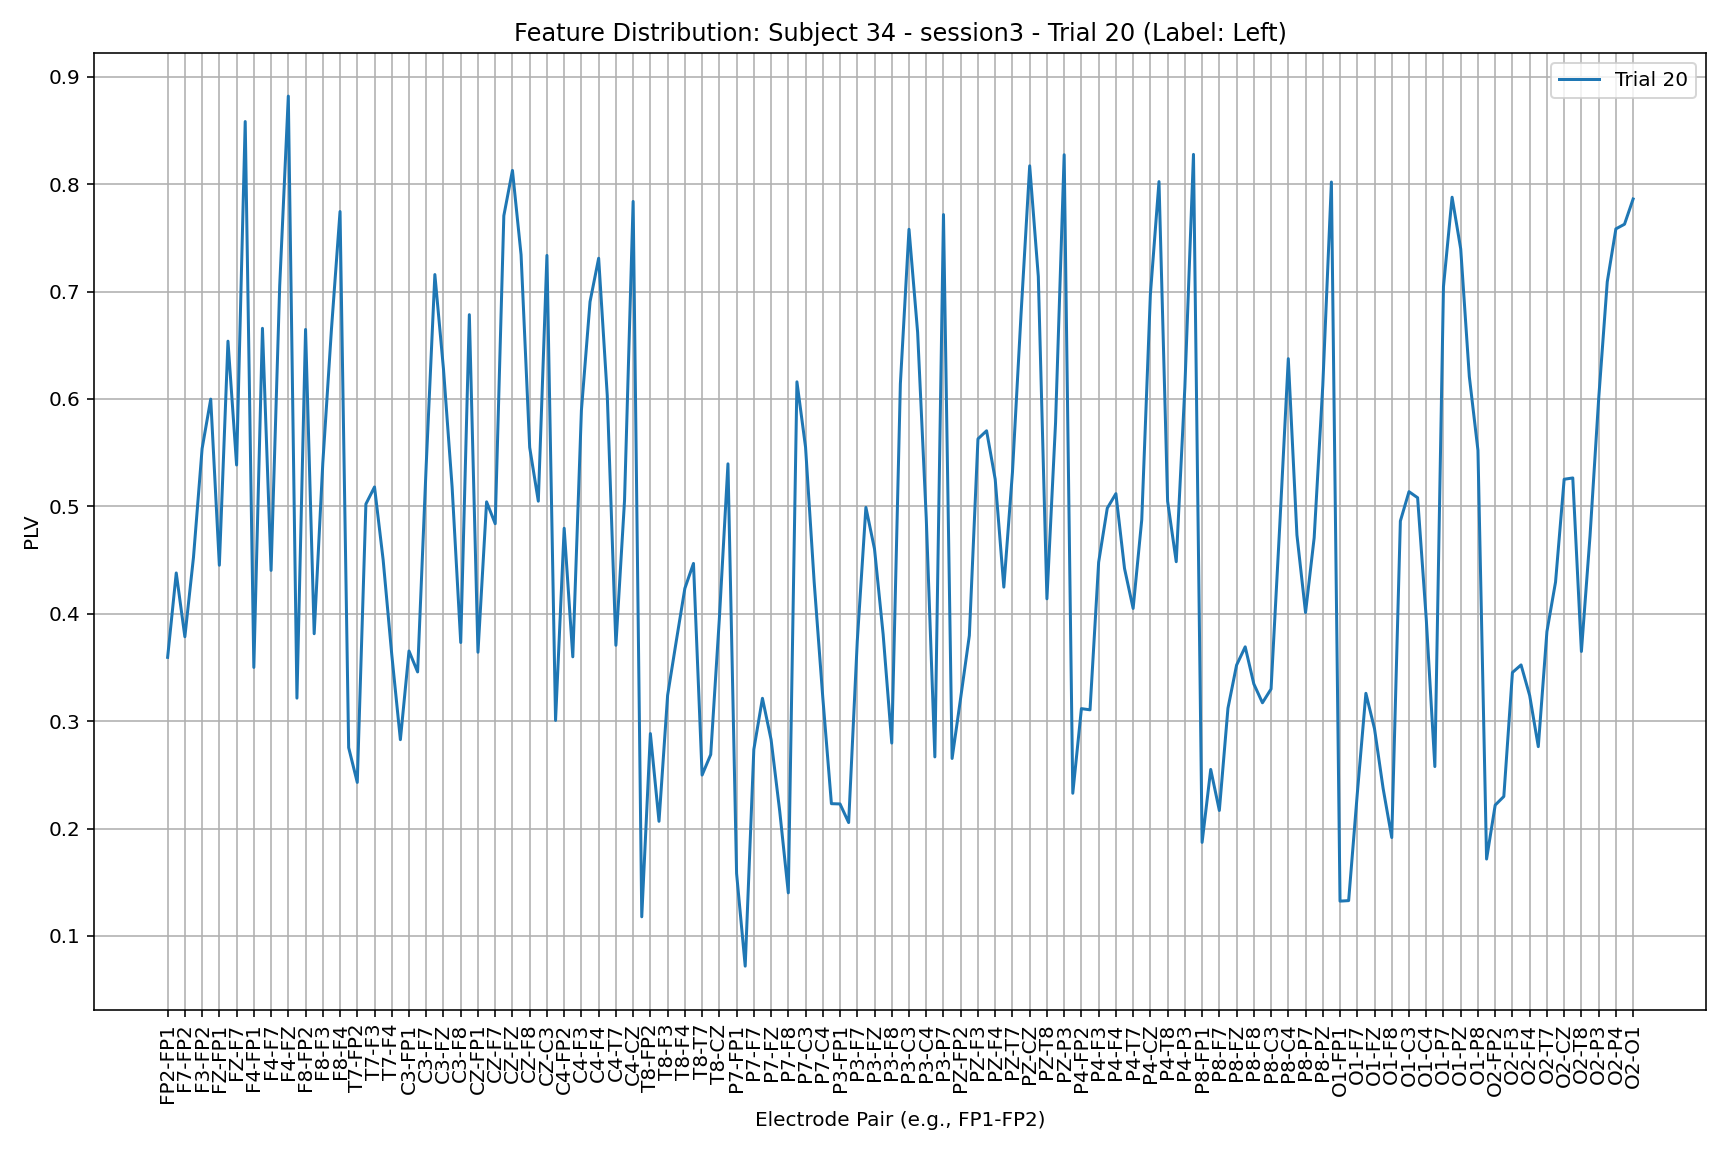 Feature Distribution: Subject 34 - session3 - Trial 20 (Label: Left)
Trial 20
0.9
0.8
0.7
0.6
0.5
0.4
0.3
0.2
0.1
PLV
FP2-FP1
F7-FP2
F3-FP2
FZ-FP1
FZ-F7
F4-FP1
F4-F7
F4-FZ
F8-FP2
F8-F3
F8-F4
T7-FP2
T7-F3
T7-F4
C3-FP1
C3-F7
C3-FZ
C3-F8
CZ-FP1
CZ-F7
CZ-FZ
CZ-F8
CZ-C3
C4-FP2
C4-F3
C4-F4
C4-T7
C4-CZ
T8-FP2
T8-F3
T8-F4
T8-T7
T8-CZ
P7-FP1
P7-F7
P7-FZ
P7-F8
P7-C3
P7-C4
P3-FP1
P3-F7
P3-FZ
P3-F8
P3-C3
P3-C4
P3-P7
PZ-FP2
PZ-F3
PZ-F4
PZ-T7
PZ-CZ
PZ-T8
PZ-P3
P4-FP2
P4-F3
P4-F4
P4-T7
P4-CZ
P4-T8
P4-P3
P8-FP1
P8-F7
P8-FZ
P8-F8
P8-C3
P8-C4
P8-P7
P8-PZ
O1-FP1
O1-F7
O1-FZ
O1-F8
O1-C3
O1-C4
O1-P7
O1-PZ
O1-P8
O2-FP2
O2-F3
O2-F4
O2-T7
O2-CZ
O2-T8
O2-P3
O2-P4
O2-O1
Electrode Pair (e.g., FP1-FP2)